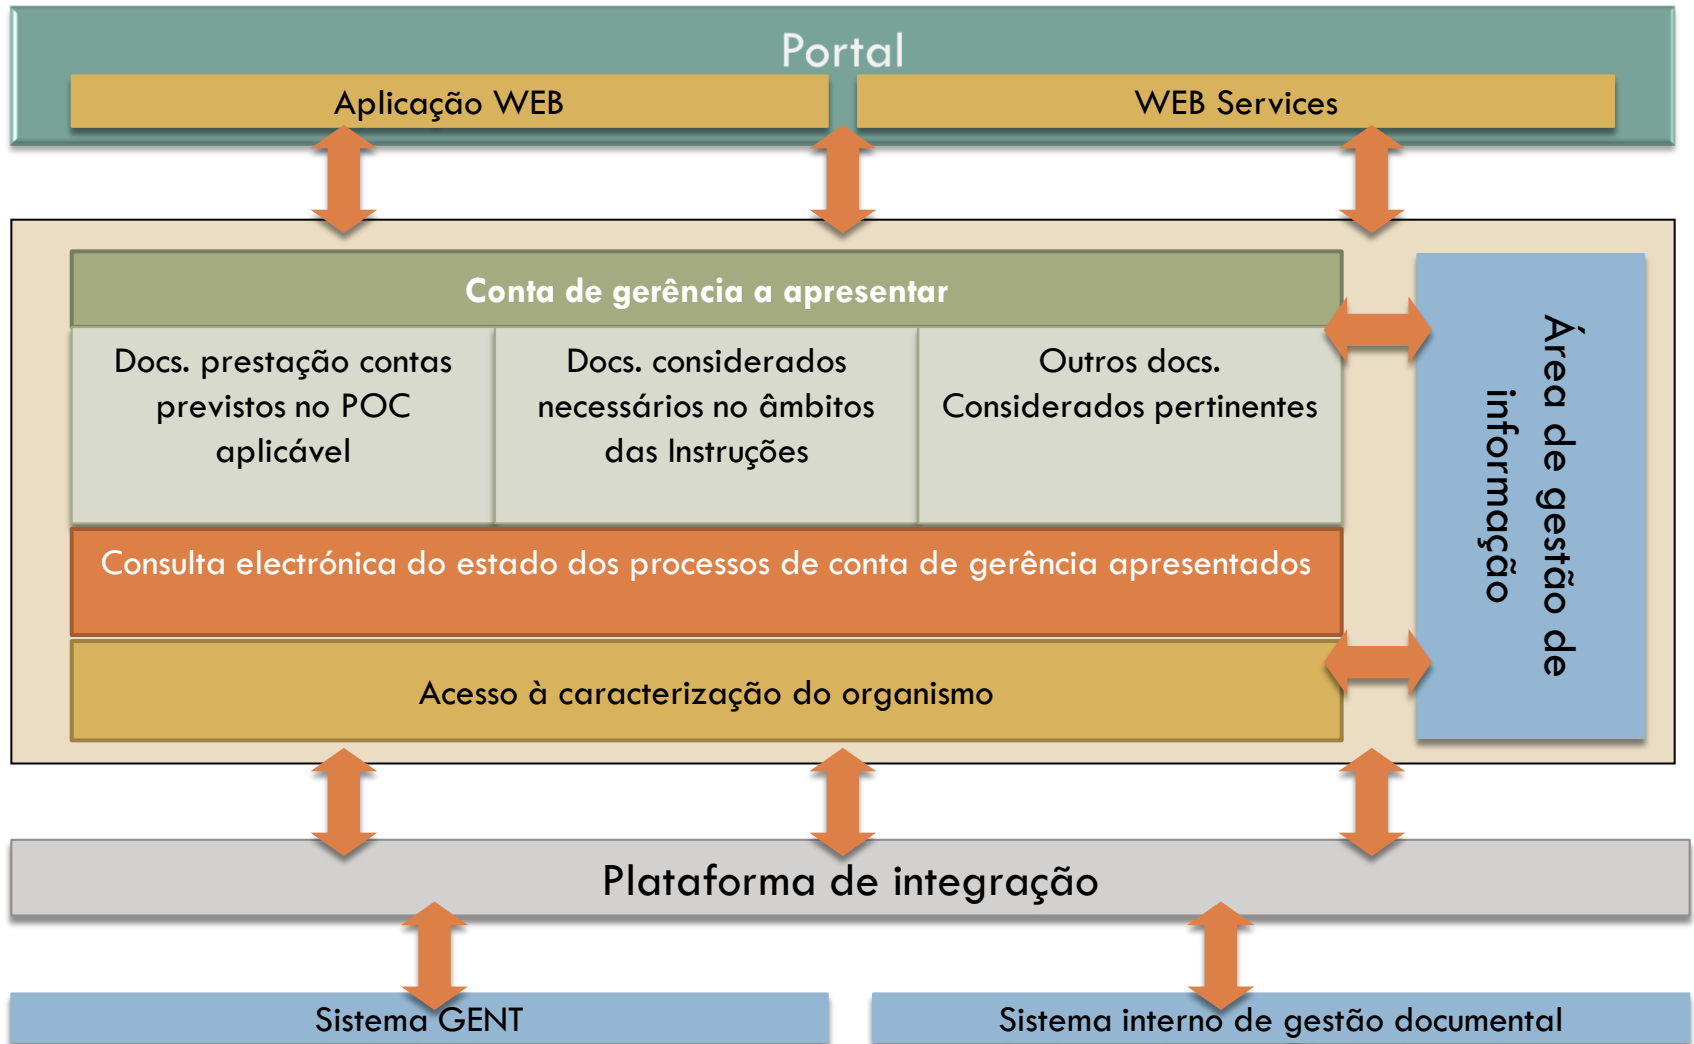 Portal
Aplicação WEB
WEB Services
Conta de gerência a apresentar
Docs. prestação contas
previstos no POC
aplicável
Docs. considerados
necessários no âmbitos
das Instruções
Outros docs.
Considerados pertinentes
Área de gestão de
informação
Consulta electrónica do estado dos processos de conta de gerência apresentados
Acesso à caracterização do organismo
Plataforma de integração
Sistema GENT
Sistema interno de gestão documental